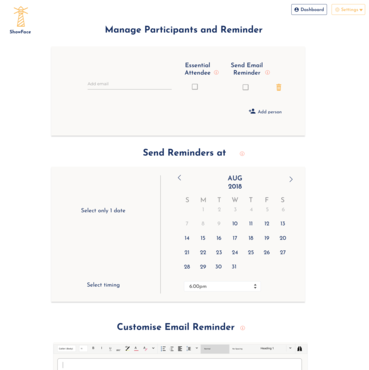 ShowFace
Dashboard
Settings
Manage Participants and Reminder
Essential
Attendee
Send Email
Reminder
Add person
Send Reminders at
Select only 1 date
AUG
2018
S M T W T F S
1 2 3 4 5 6
7 8 9 10 11 12 13
14 15 16 17 18 19 20
21 22 23 24 25 26 27
28 29 30 31
Select timing
6:00pm
Customise Email Reminder
Heading 1